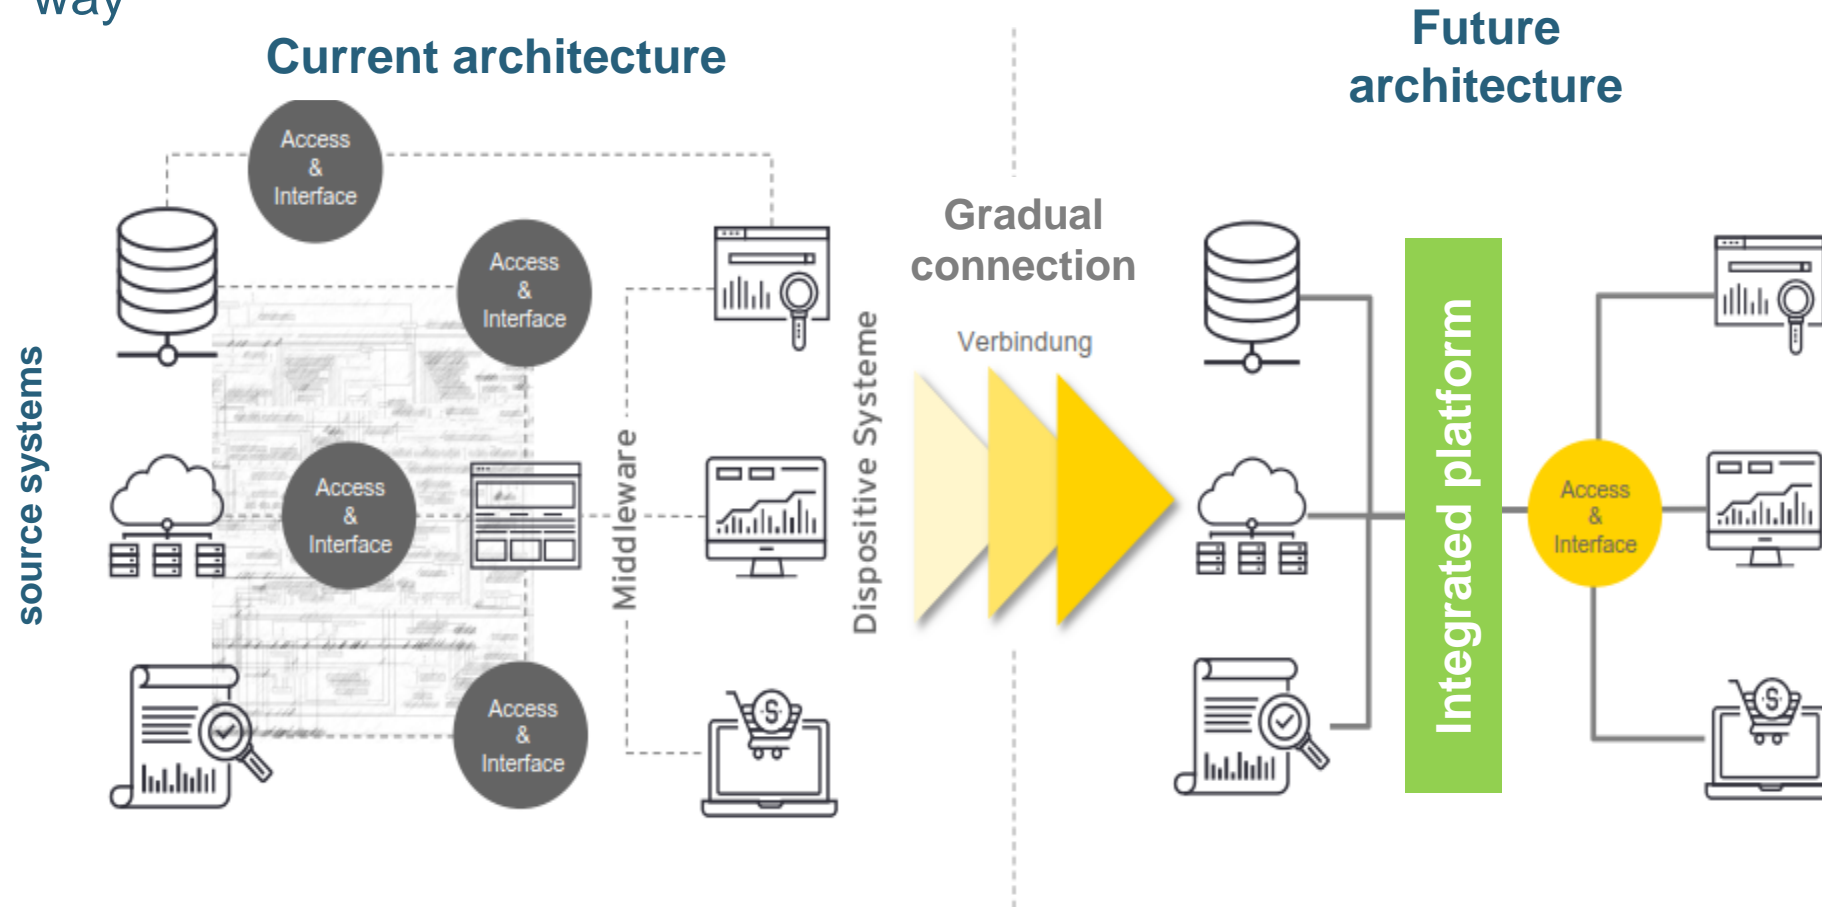 way
Current architecture
Future
architecture
Access
&
Interface
Access
&
Interface
Access
&
Interface
Access
&
Interface
source systems
Middleware
Dispositive Systeme
Gradual
connection
Verbindung
Integrated platform
Access
&
Interface